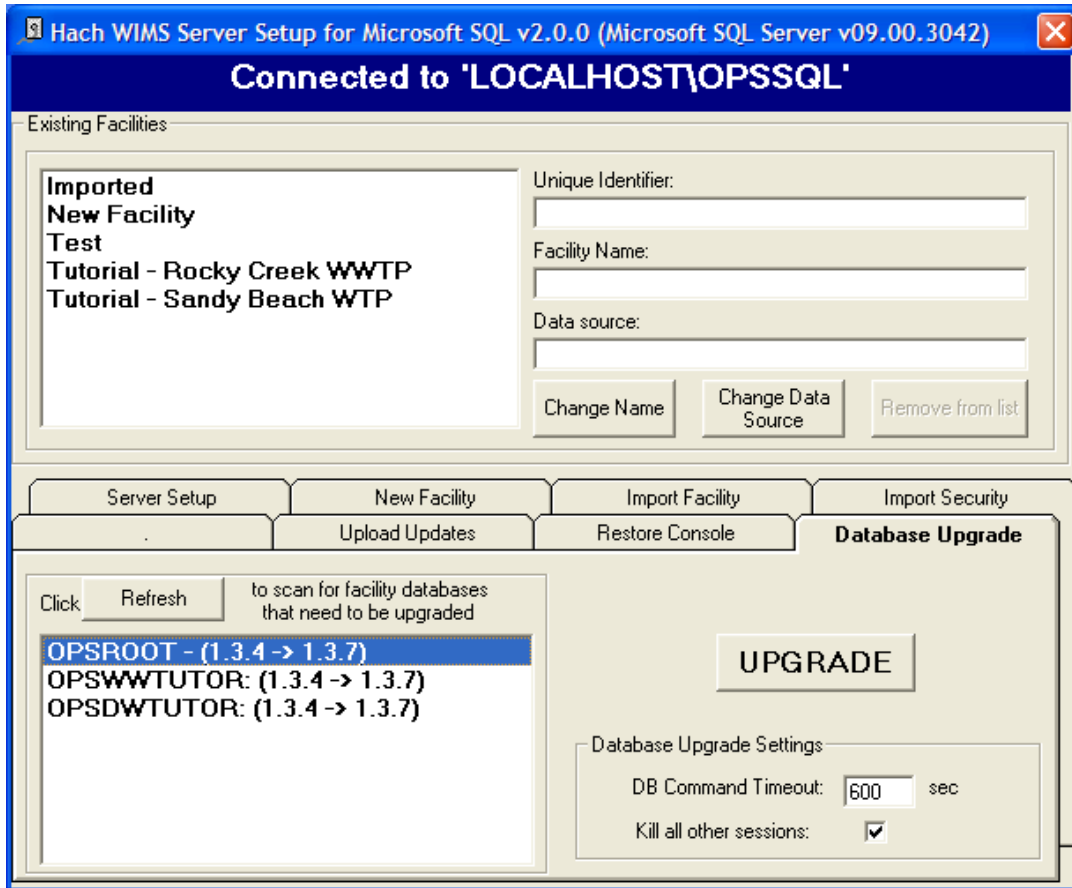 Hach WIMS Server Setup for Microsoft SQL v2.0.0 (Microsoft SQL Server v09.00.3042)
Connected to 'LOCALHOST\OPSSQL'
Existing Facilities
Imported
New Facility
Test
Tutorial - Rocky Creek WWTP
Tutorial - Sandy Beach WTP
Unique Identifier:
Facility Name:
Data source:
Change Name
Change Data
Source
Remove from list
Server Setup
New Facility
Import Facility
Import Security
.
Upload Updates
Restore Console
Database Upgrade
Click
Refresh
to scan for facility databases
that need to be upgraded
OPSROOT - (1.3.4 -> 1.3.7)
OPSWWTUTOR: (1.3.4 -> 1.3.7)
OPSDWTUTOR: (1.3.4 -> 1.3.7)
UPGRADE
Database Upgrade Settings
DB Command Timeout: 600 sec
Kill all other sessions: